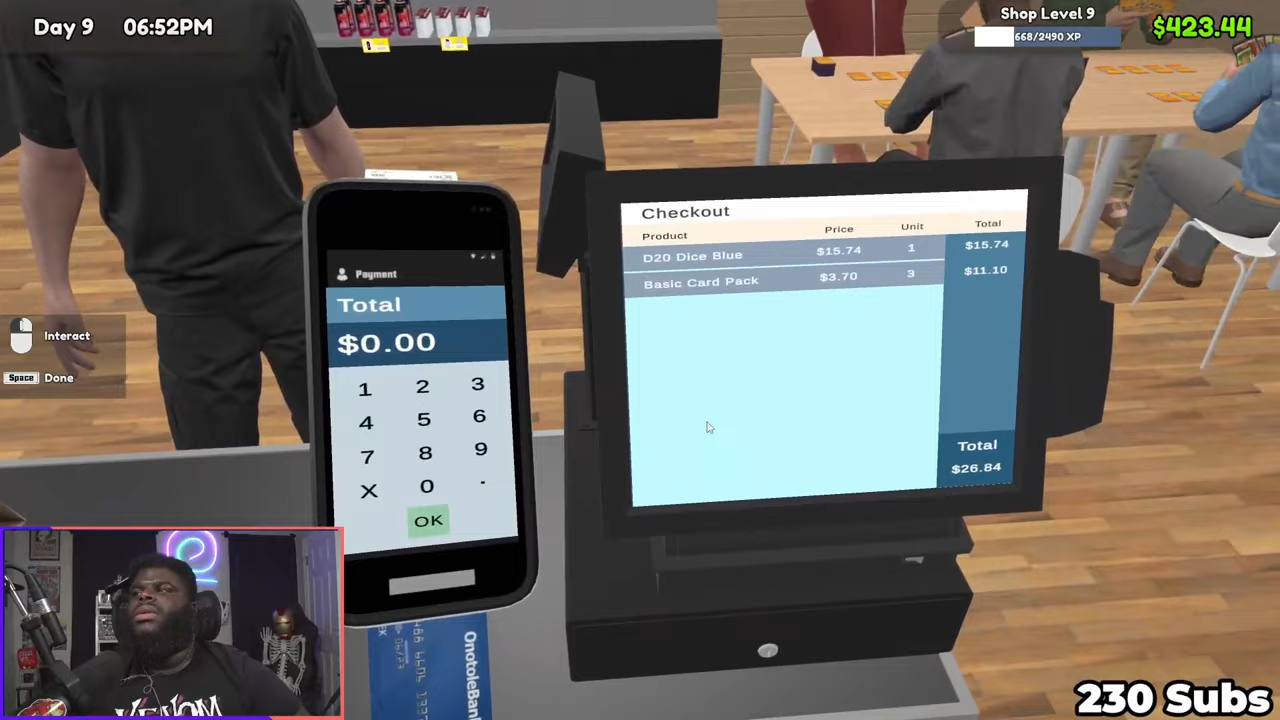 Day 9 06:52PM
Shop Level 9
668/2490 XP
$423.44
Interact
Space Done
Payment
Total
$0.00
1 2 3
4 5 6
7 8 9
X 0 .
OK
Checkout
Product Price Unit Total
D20 Dice Blue $15.74 1 $15.74
Basic Card Pack $3.70 3 $11.10
Total
$26.84
OnotoleBank
VENOM
230 Subs